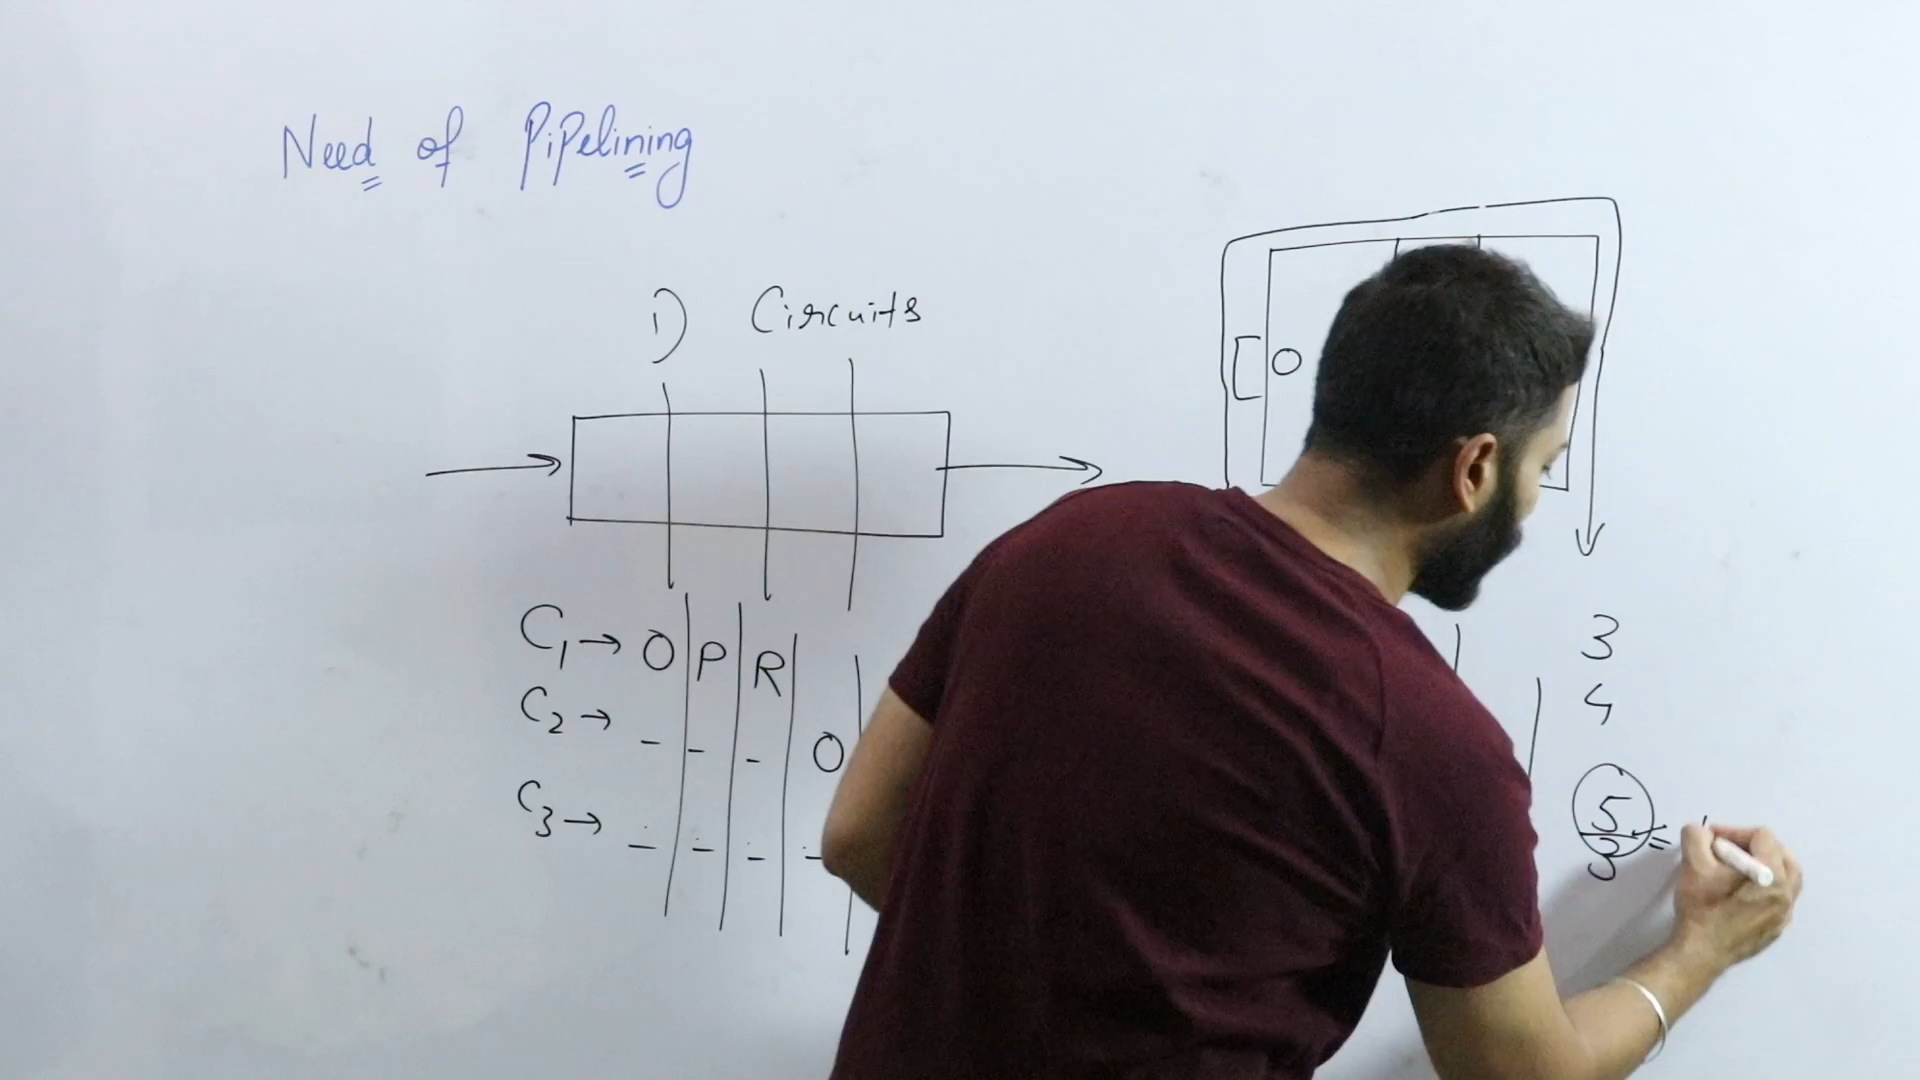 Need of Pipelining
1) Circuits
O
C1 → O P R
C2 → - - - O
C3 → - - - -
3
4
5
3